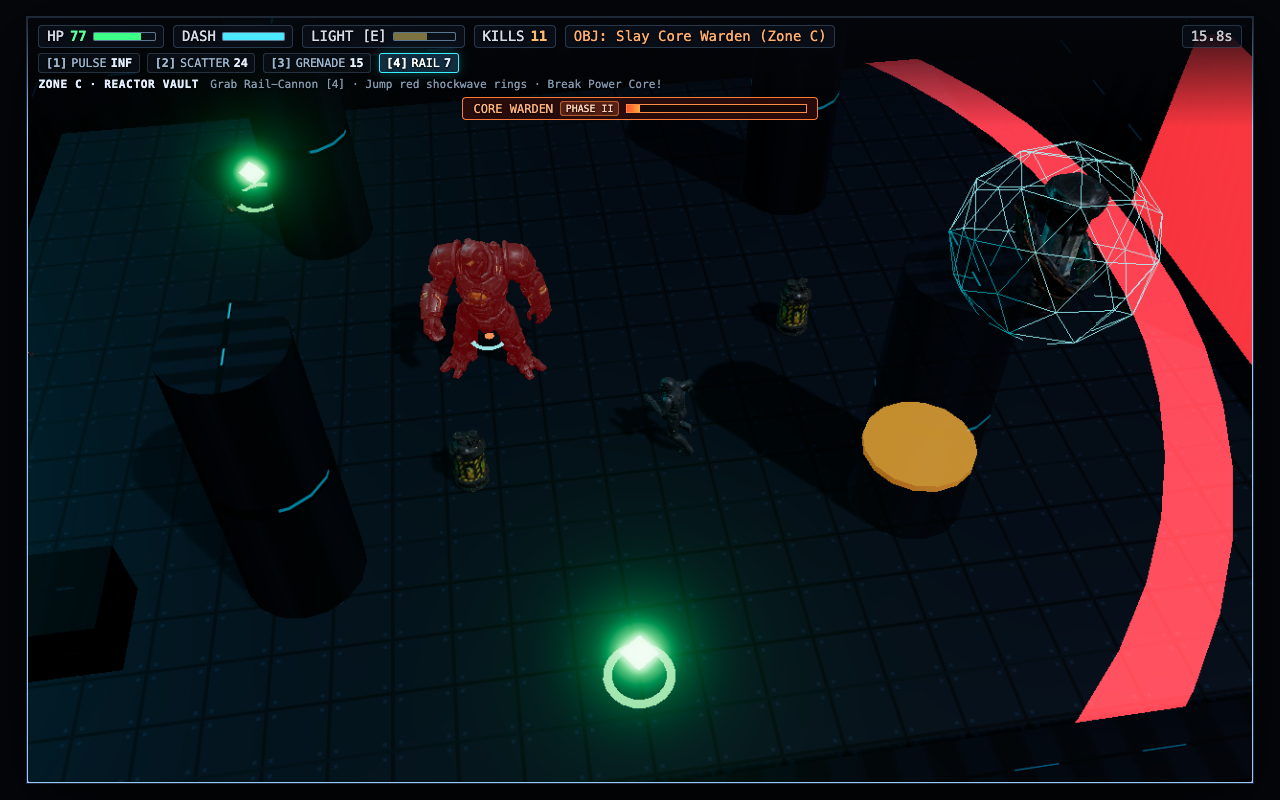 HP 77 DASH LIGHT [E] KILLS 11 OBJ: Slay Core Warden (Zone C) 15.8s
[1] PULSE INF [2] SCATTER 24 [3] GRENADE 15 [4] RAIL 7
ZONE C · REACTOR VAULT Grab Rail-Cannon [4] · Jump red shockwave rings · Break Power Core!
CORE WARDEN PHASE II